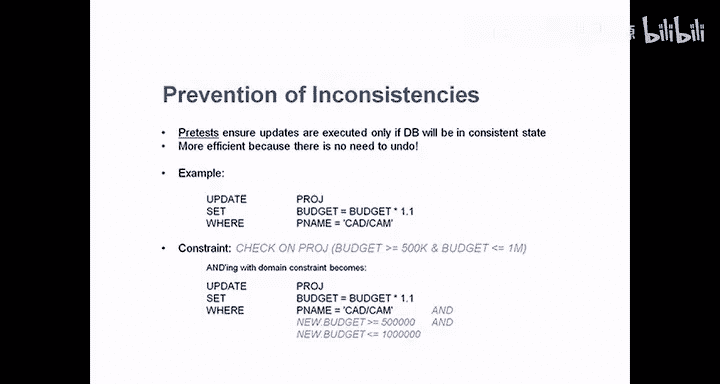 bilibili
Prevention of Inconsistencies
• Pretests ensure updates are executed only if DB will be in consistent state
• More efficient because there is no need to undo!
• Example:
UPDATE PROJ
SET BUDGET = BUDGET * 1.1
WHERE PNAME = 'CAD/CAM'
• Constraint: CHECK ON PROJ (BUDGET >= 500K & BUDGET <= 1M)
AND'ing with domain constraint becomes:
UPDATE PROJ
SET BUDGET = BUDGET * 1.1
WHERE PNAME = 'CAD/CAM' AND
NEW.BUDGET >= 500000 AND
NEW.BUDGET <= 1000000